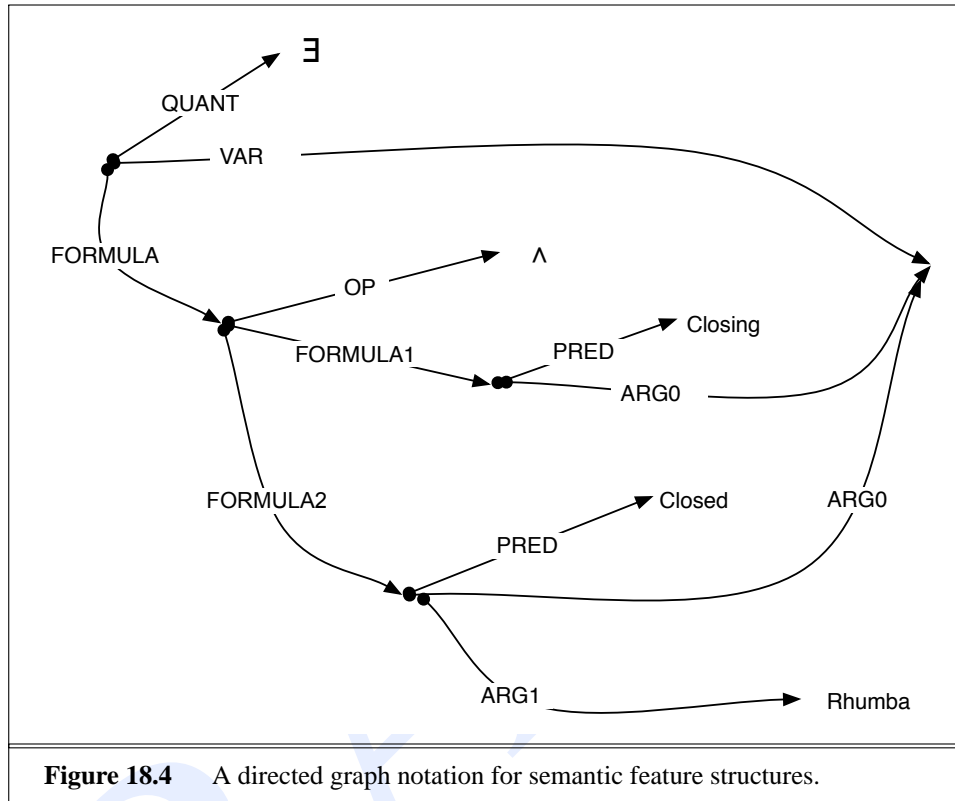 ∃
QUANT
VAR
FORMULA
OP ∧
Closing
FORMULA1 PRED
ARG0
FORMULA2 Closed ARG0
PRED
ARG1 Rhumba
Figure 18.4 A directed graph notation for semantic feature structures.